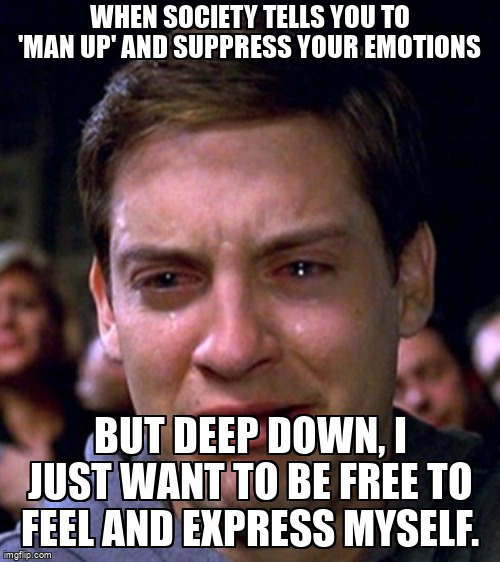 WHEN SOCIETY TELLS YOU TO
'MAN UP' AND SUPPRESS YOUR EMOTIONS
BUT DEEP DOWN, I
JUST WANT TO BE FREE TO
FEEL AND EXPRESS MYSELF.
imgflip.com